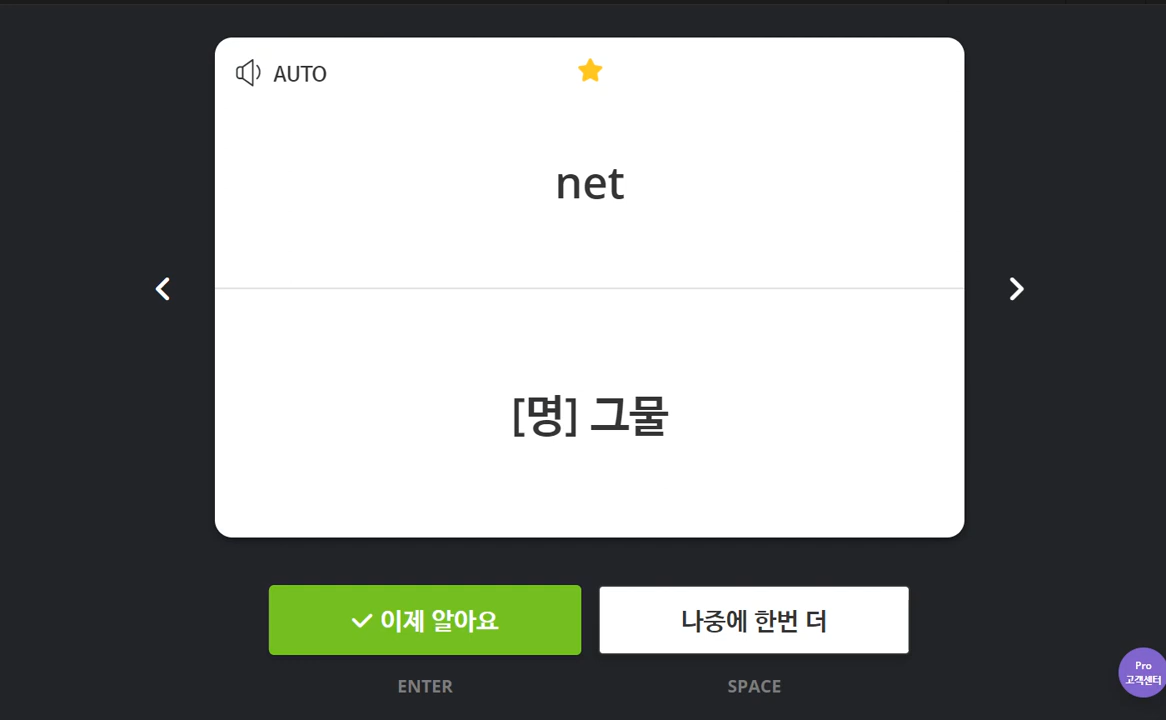 AUTO
net
[명] 그물
이제 알아요
나중에 한번 더
ENTER
SPACE
Pro
고객센터